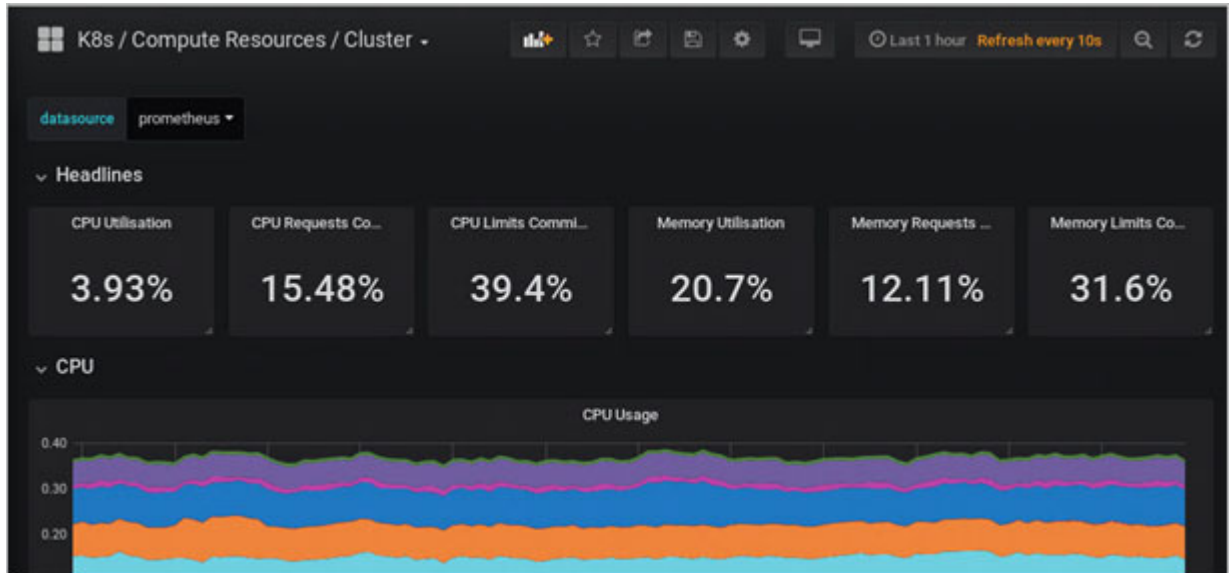 K8s / Compute Resources / Cluster
Last 1 hour Refresh every 10s
datasource prometheus
Headlines
CPU Utilisation
CPU Requests Co...
CPU Limits Commi...
Memory Utilisation
Memory Requests ...
Memory Limits Co...
3.93%
15.48%
39.4%
20.7%
12.11%
31.6%
CPU
CPU Usage
0.40
0.30
0.20